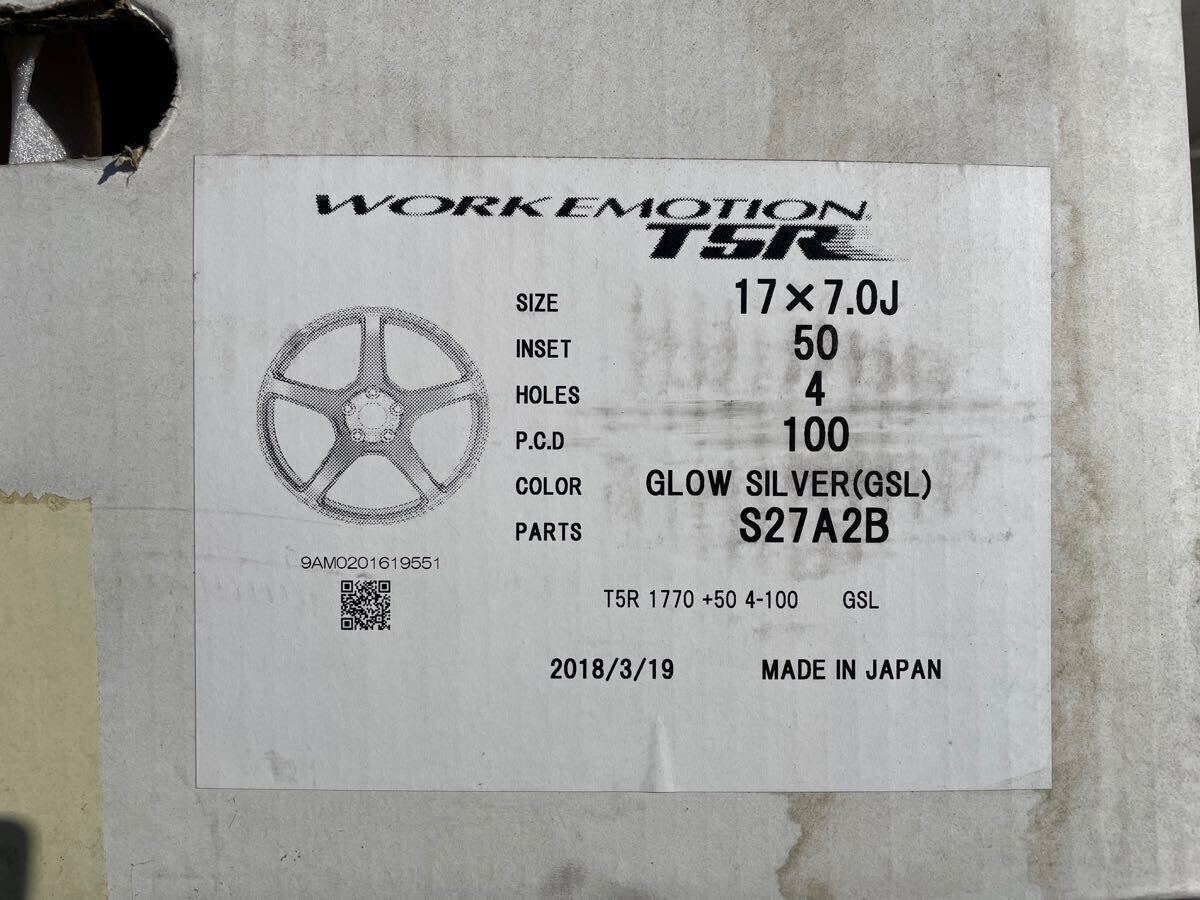 WORK EMOTION
T5R
SIZE 17×7.0J
INSET 50
HOLES 4
P.C.D 100
COLOR GLOW SILVER(GSL)
PARTS S27A2B
9AM0201619551
T5R 1770 +50 4-100 GSL
2018/3/19 MADE IN JAPAN